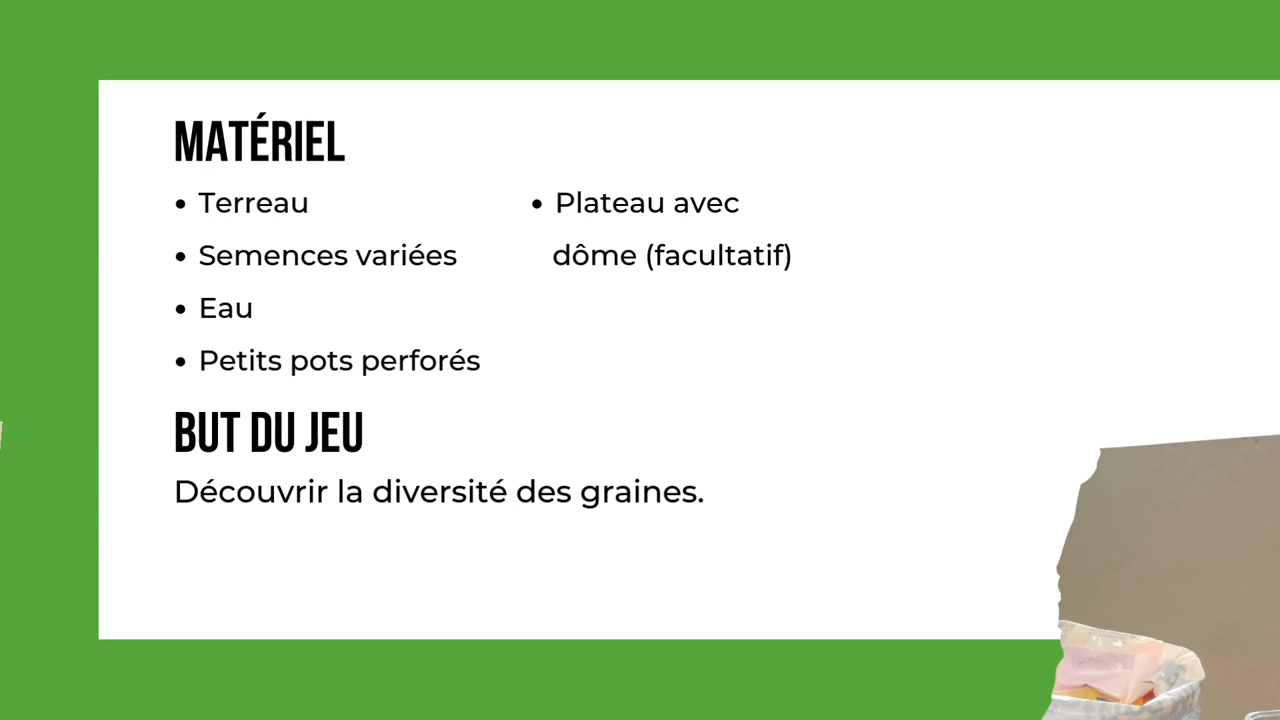 MATÉRIEL
• Terreau
• Semences variées
• Eau
• Petits pots perforés
• Plateau avec
dôme (facultatif)
BUT DU JEU
Découvrir la diversité des graines.